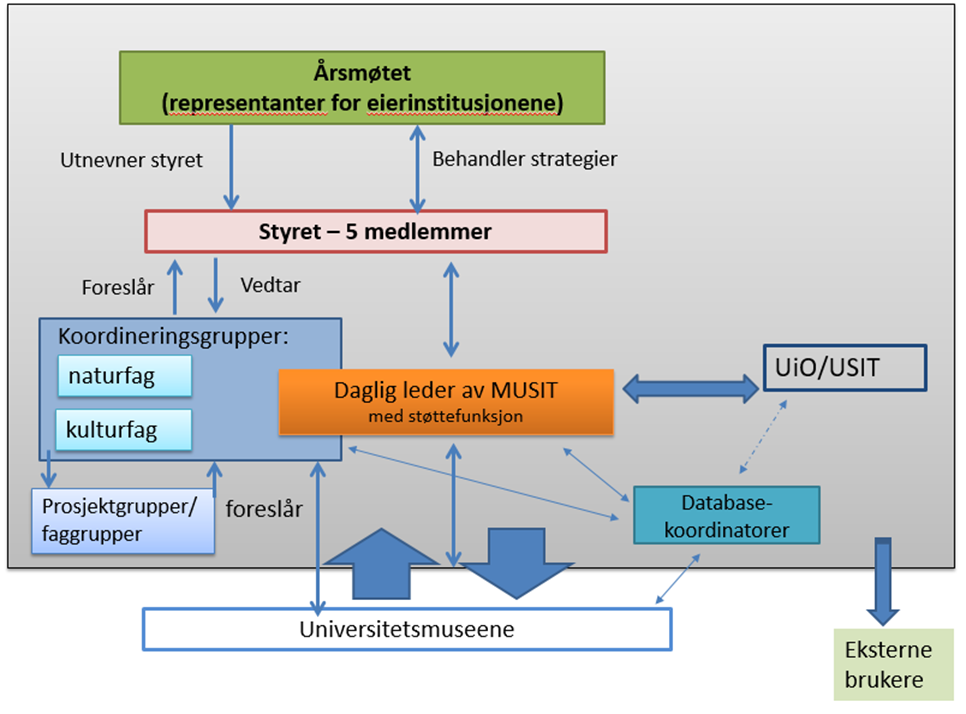 Årsmøtet
(representanter for eierinstitusjonene)
Utnevner styret
Behandler strategier
Styret – 5 medlemmer
Foreslår
Vedtar
Koordineringsgrupper:
naturfag
kulturfag
Daglig leder av MUSIT
med støttefunksjon
UiO/USIT
Prosjektgrupper/
faggrupper
foreslår
Database-
koordinatorer
Universitetsmuseene
Eksterne
brukere